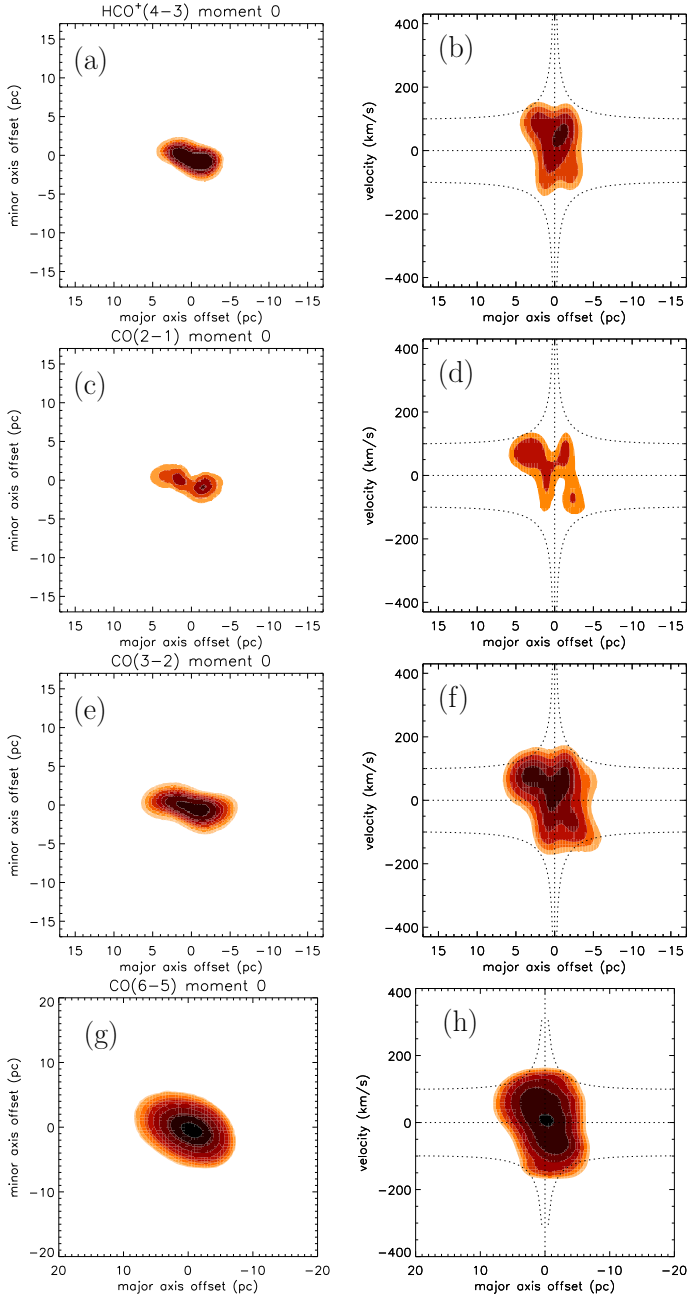 HCO⁺(4−3) moment 0
(a)
15
10
5
0
−5
−10
−15
minor axis offset (pc)
15 10 5 0 −5 −10 −15
major axis offset (pc)
(b)
400
200
0
−200
−400
velocity (km/s)
15 10 5 0 −5 −10 −15
major axis offset (pc)
CO(2−1) moment 0
(c)
15
10
5
0
−5
−10
−15
minor axis offset (pc)
15 10 5 0 −5 −10 −15
major axis offset (pc)
(d)
400
200
0
−200
−400
velocity (km/s)
15 10 5 0 −5 −10 −15
major axis offset (pc)
CO(3−2) moment 0
(e)
15
10
5
0
−5
−10
−15
minor axis offset (pc)
15 10 5 0 −5 −10 −15
major axis offset (pc)
(f)
400
200
0
−200
−400
velocity (km/s)
15 10 5 0 −5 −10 −15
major axis offset (pc)
CO(6−5) moment 0
(g)
20
10
0
−10
−20
minor axis offset (pc)
20 10 0 −10 −20
major axis offset (pc)
(h)
400
200
0
−200
−400
velocity (km/s)
20 10 0 −10 −20
major axis offset (pc)